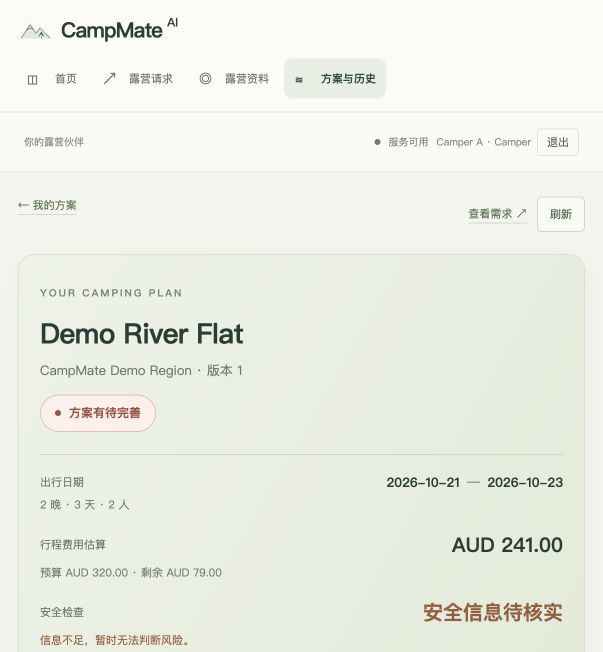 CampMate AI
首页 露营请求 露营资料 方案与历史
你的露营伙伴 服务可用 Camper A · Camper 退出
← 我的方案 查看需求 ↗ 刷新
YOUR CAMPING PLAN
Demo River Flat
CampMate Demo Region · 版本 1
方案有待完善
出行日期 2026-10-21 — 2026-10-23
2 晚 · 3 天 · 2 人
行程费用估算 AUD 241.00
预算 AUD 320.00 · 剩余 AUD 79.00
安全检查 安全信息待核实
信息不足，暂时无法判断风险。